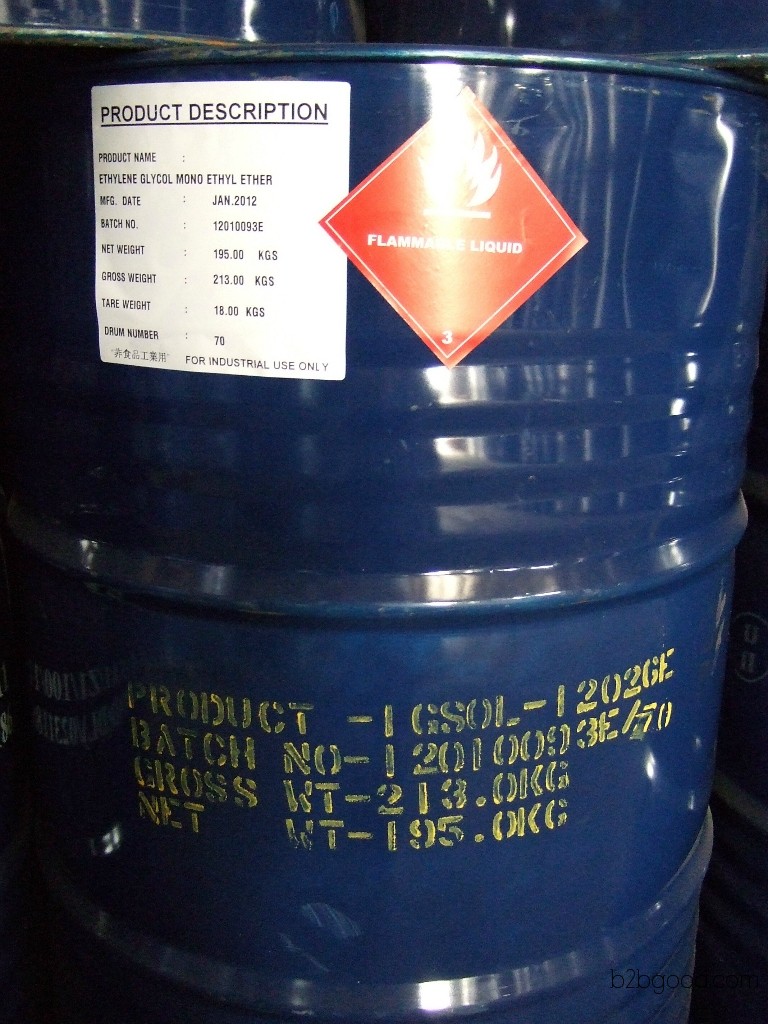 PRODUCT DESCRIPTION
PRODUCT NAME :
ETHYLENE GLYCOL MONO ETHYL ETHER
MFG. DATE : JAN.2012
BATCH NO. : 12010093E
NET WEIGHT : 195.00 KGS
GROSS WEIGHT : 213.00 KGS
TARE WEIGHT : 18.00 KGS
DRUM NUMBER : 70
"非食品工業用" FOR INDUSTRIAL USE ONLY
FLAMMABLE LIQUID
3
PRODUCT -IGSOL-1202GE
BATCH NO-12010093E/70
GROSS WT-213.0KG
NET WT-195.0KG
b2bgood.com